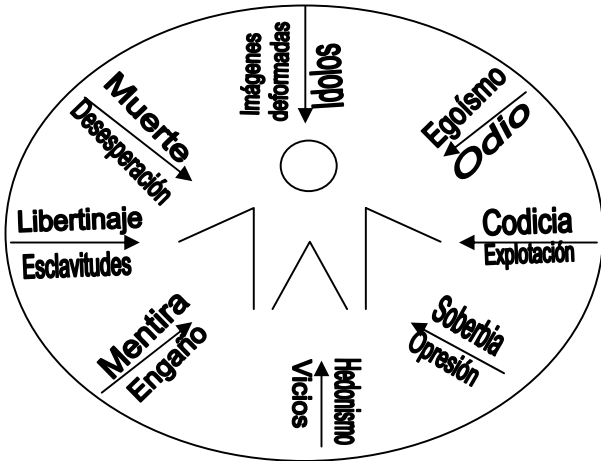 Imágenes
deformadas
Idolos
Muerte
Desesperación
Egoísmo
Odio
Libertinaje
Esclavitudes
Codicia
Explotación
Mentira
Engaño
Soberbia
Opresión
Hedonismo
Vicios